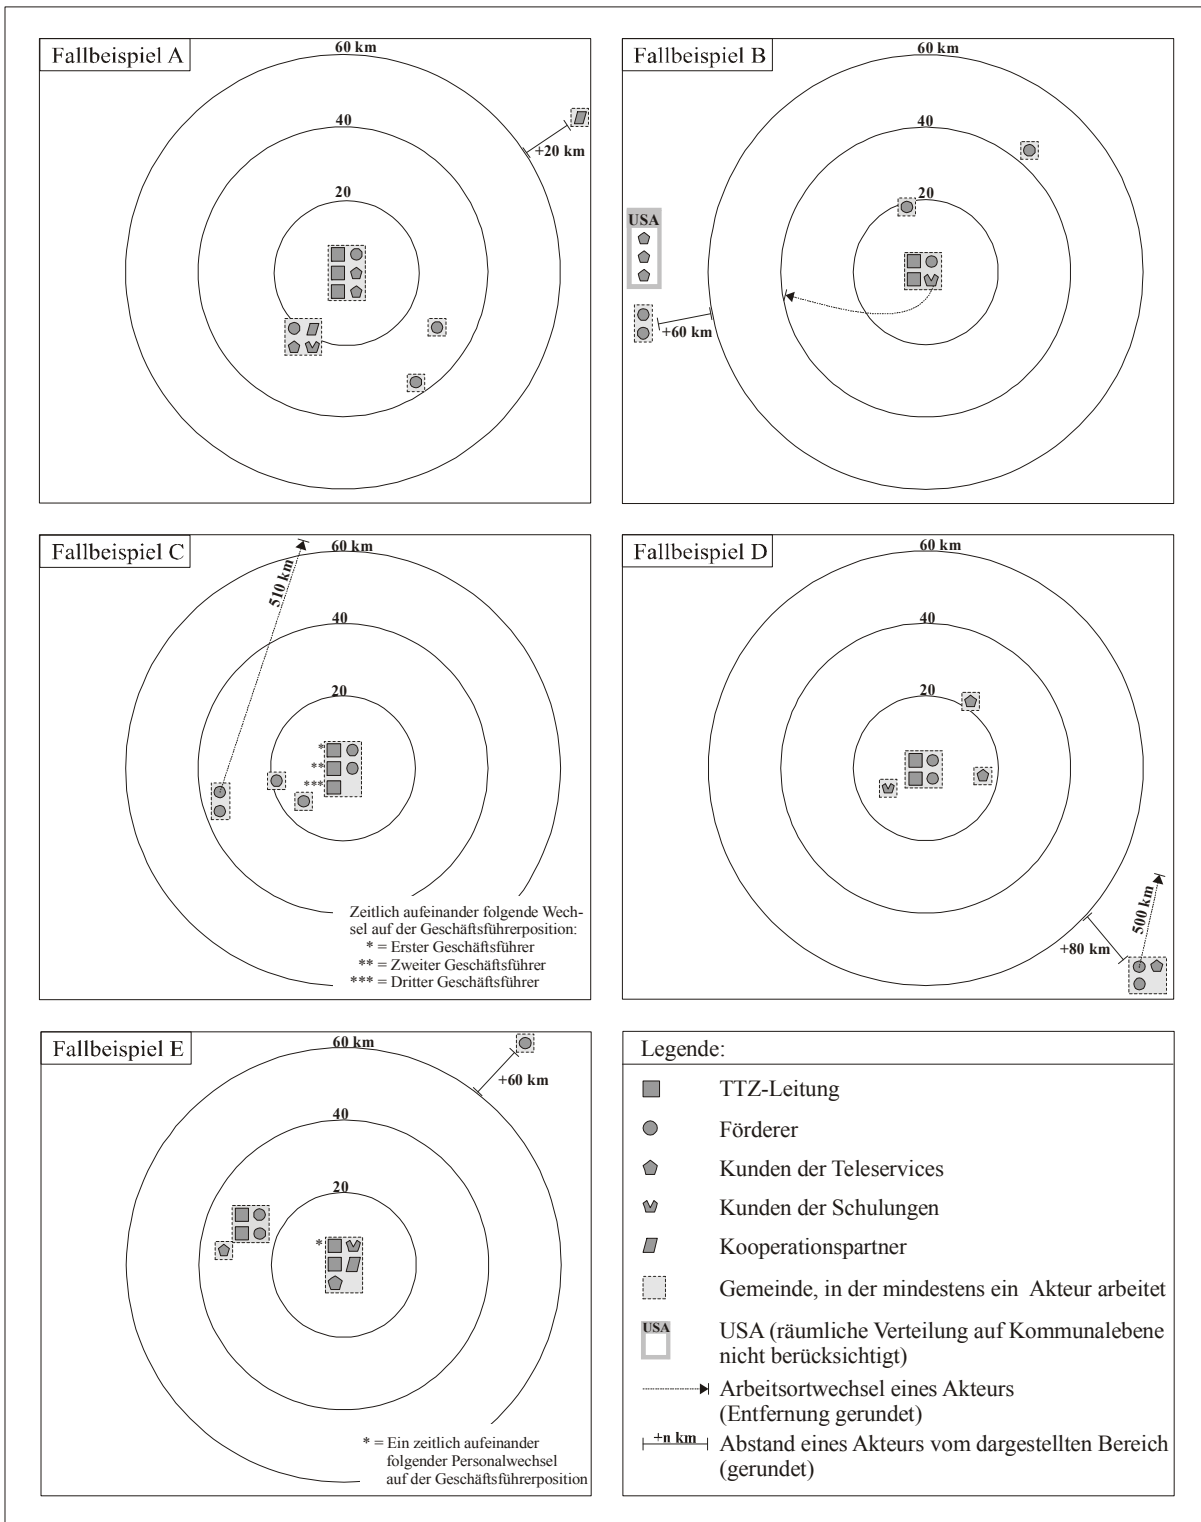 Fallbeispiel A
60 km
40
20
+20 km
Fallbeispiel B
60 km
40
20
USA
+60 km
Fallbeispiel C
60 km
510 km
40
20
*
**
***
Zeitlich aufeinander folgende Wech-
sel auf der Geschäftsführerposition:
* = Erster Geschäftsführer
** = Zweiter Geschäftsführer
*** = Dritter Geschäftsführer
Fallbeispiel D
60 km
40
20
500 km
+80 km
Fallbeispiel E
60 km
+60 km
40
20
*
* = Ein zeitlich aufeinander
folgender Personalwechsel
auf der Geschäftsführerposition
Legende:
TTZ-Leitung
Förderer
Kunden der Teleservices
Kunden der Schulungen
Kooperationspartner
Gemeinde, in der mindestens ein Akteur arbeitet
USA
USA (räumliche Verteilung auf Kommunalebene
nicht berücksichtigt)
Arbeitsortwechsel eines Akteurs
(Entfernung gerundet)
+n km
Abstand eines Akteurs vom dargestellten Bereich
(gerundet)